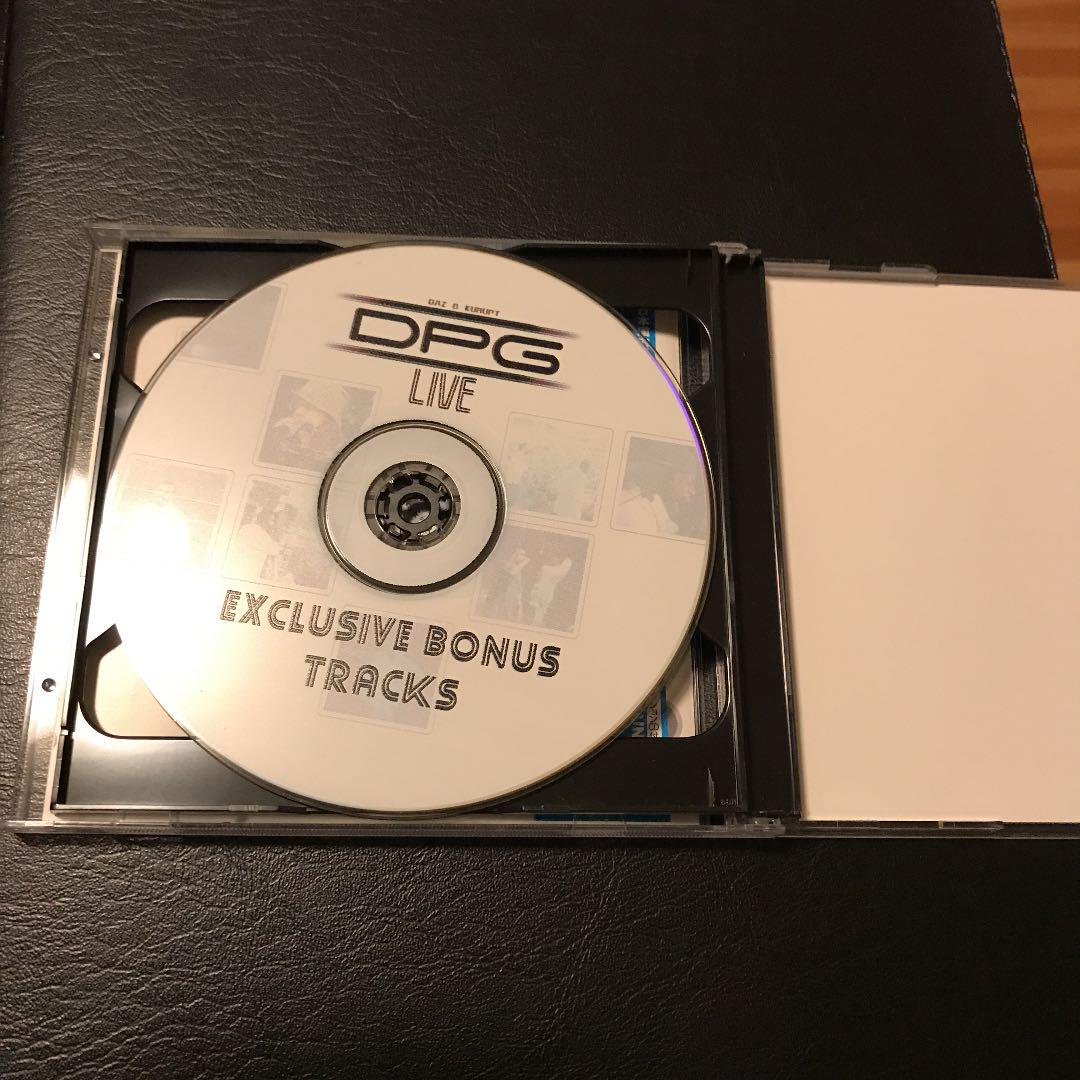 DAZ & KURUPT
DPG
LIVE
EXCLUSIVE BONUS
TRACKS